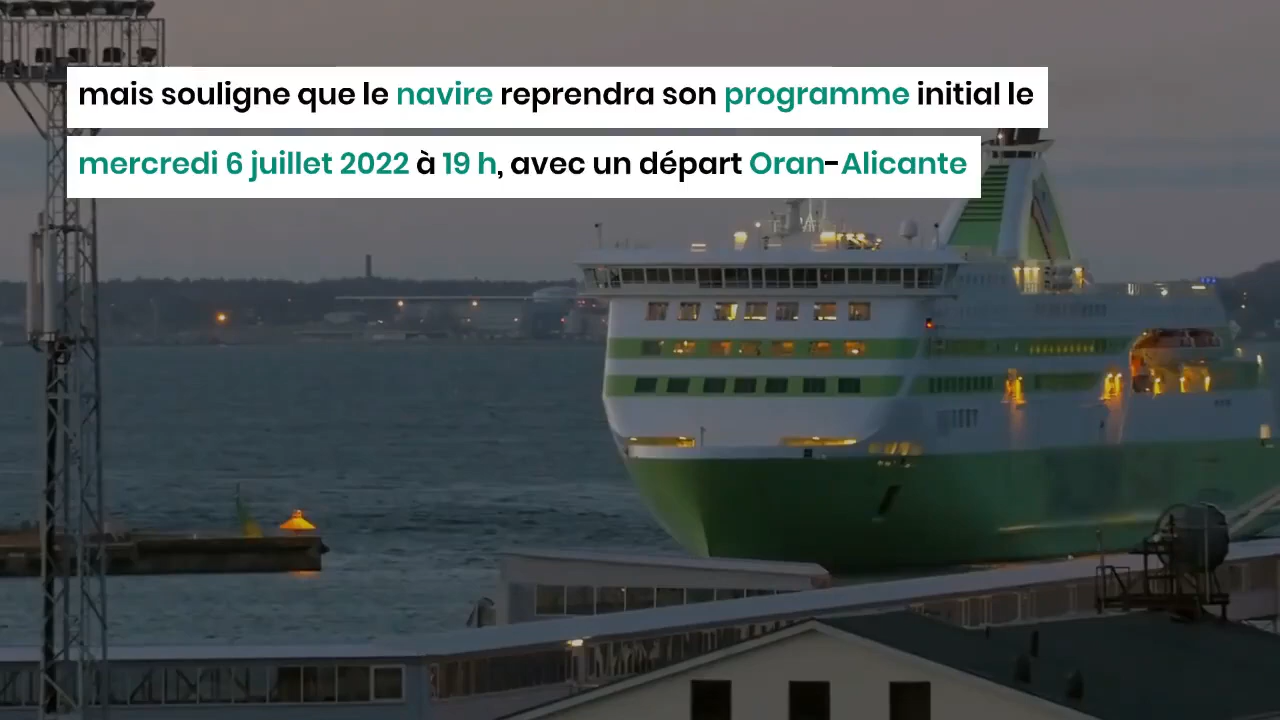 mais souligne que le navire reprendra son programme initial le
mercredi 6 juillet 2022 à 19 h, avec un départ Oran-Alicante